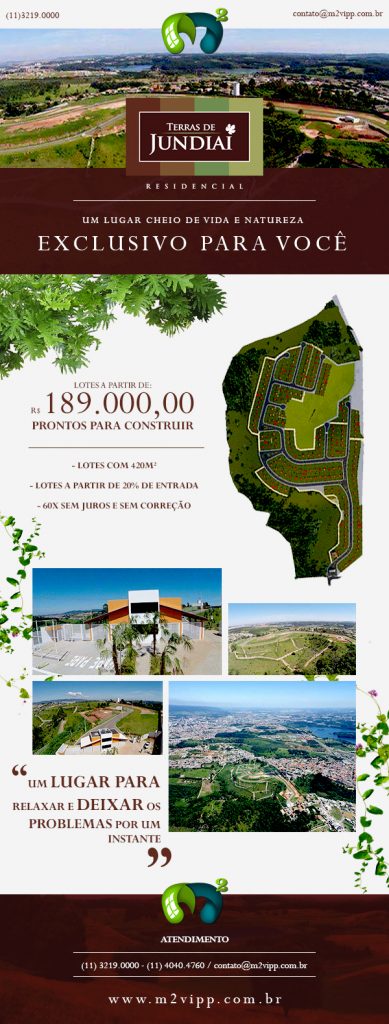 (11)3219.0000
contato@m2vipp.com.br
TERRAS DE
JUNDIAÍ
RESIDENCIAL
UM LUGAR CHEIO DE VIDA E NATUREZA
EXCLUSIVO PARA VOCÊ
LOTES A PARTIR DE:
R$ 189.000,00
PRONTOS PARA CONSTRUIR
- LOTES COM 420M²
- LOTES A PARTIR DE 20% DE ENTRADA
- 60X SEM JUROS E SEM CORREÇÃO
“UM LUGAR PARA
RELAXAR E DEIXAR OS
PROBLEMAS POR UM
INSTANTE
”
ATENDIMENTO
(11) 3219.0000 - (11) 4040.4760 / contato@m2vipp.com.br
www.m2vipp.com.br